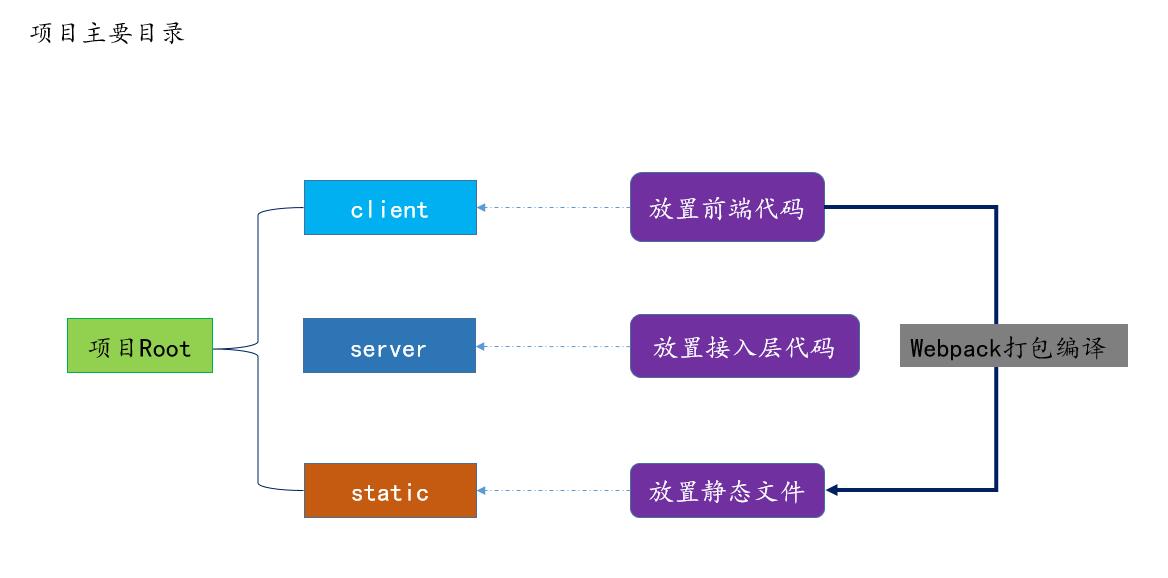 项目主要目录
client
放置前端代码
项目Root
server
放置接入层代码
Webpack打包编译
static
放置静态文件